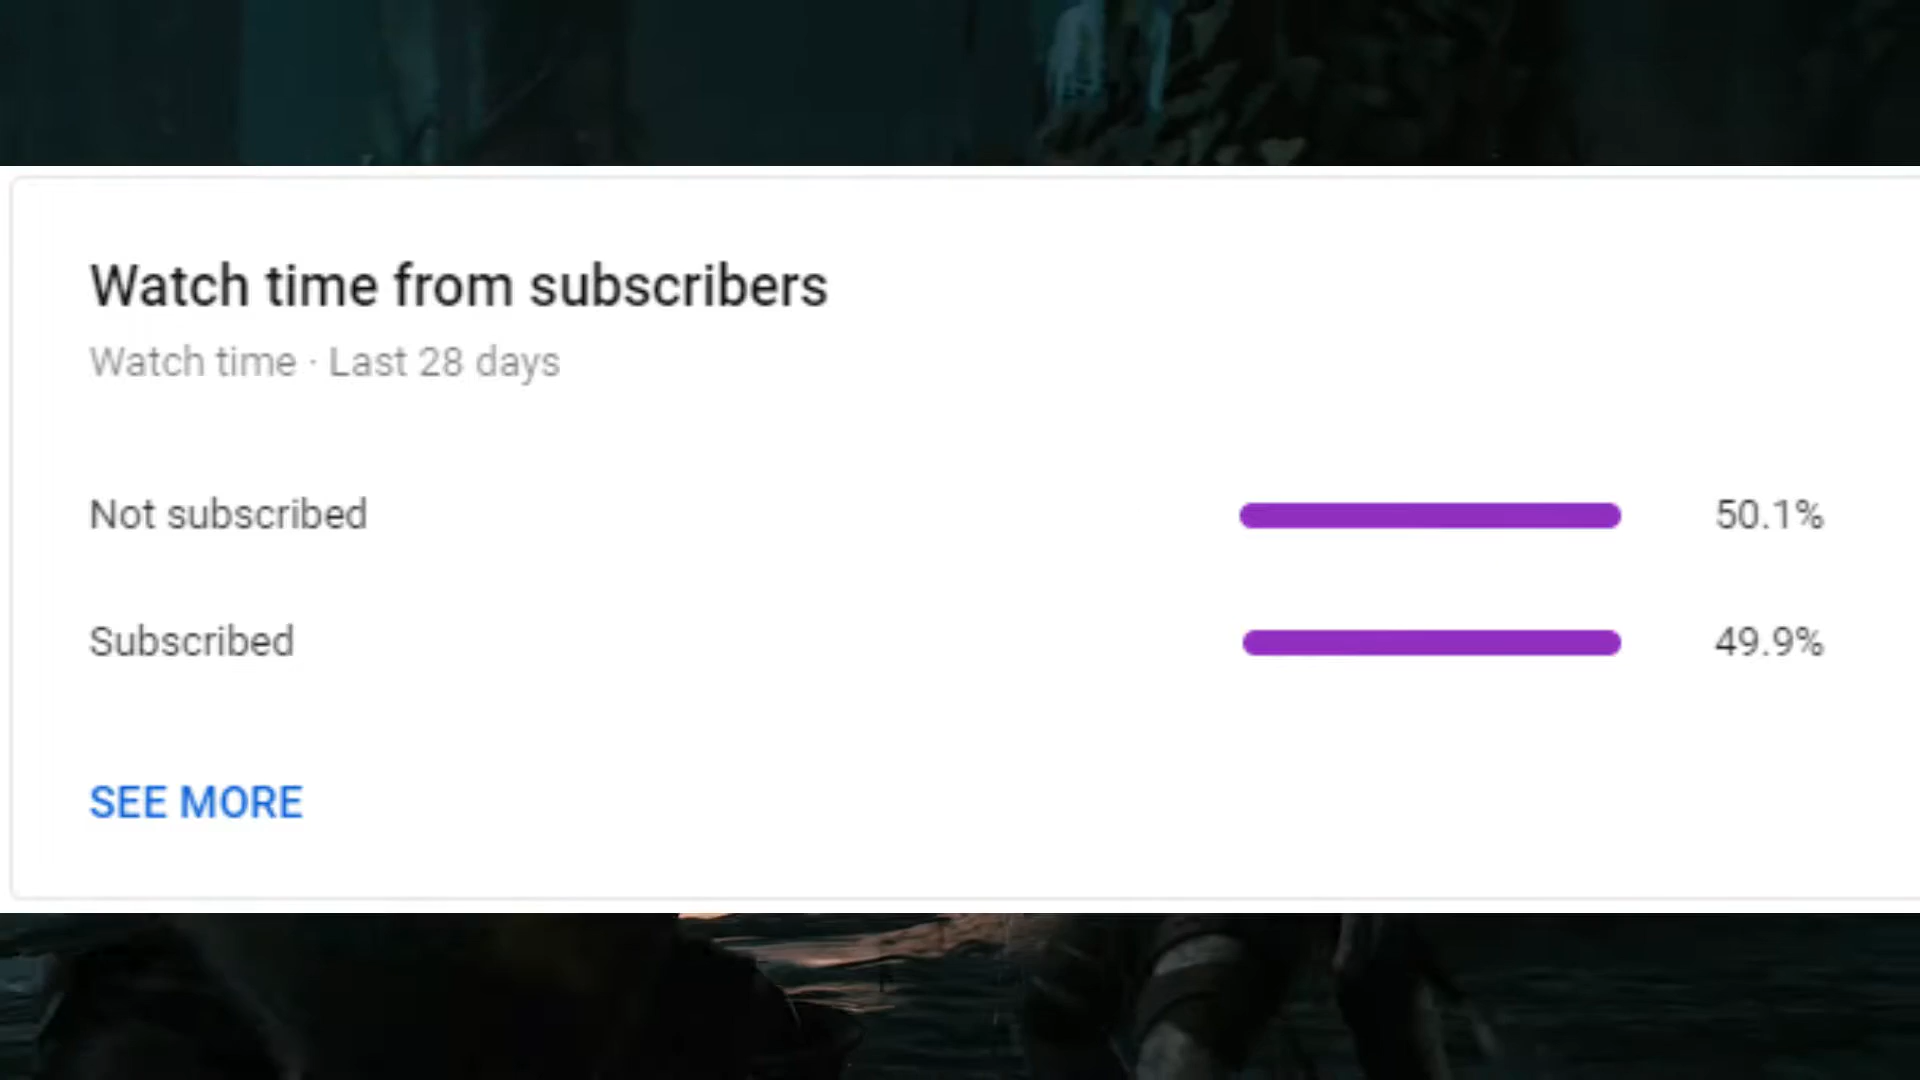 Watch time from subscribers
Watch time · Last 28 days
Not subscribed 50.1%
Subscribed 49.9%
SEE MORE